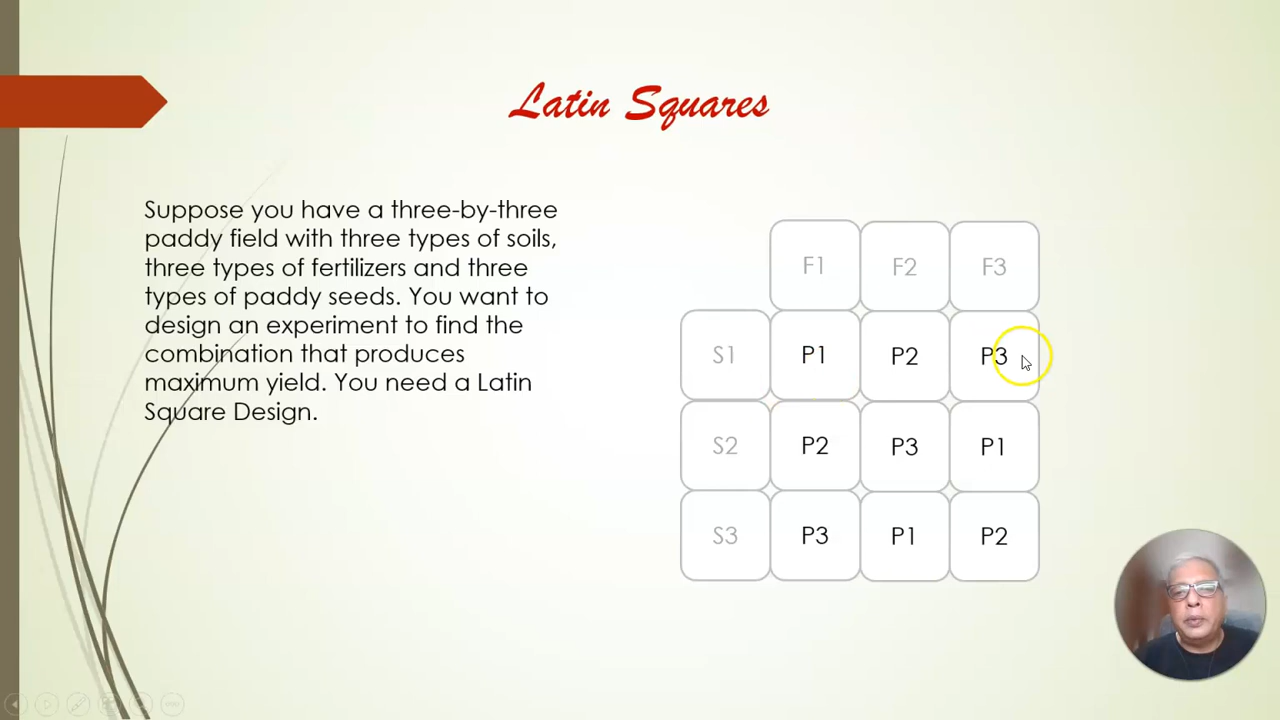 Latin Squares
Suppose you have a three-by-three
paddy field with three types of soils,
three types of fertilizers and three
types of paddy seeds. You want to
design an experiment to find the
combination that produces
maximum yield. You need a Latin
Square Design.
F1 F2 F3
S1 P1 P2 P3
S2 P2 P3 P1
S3 P3 P1 P2